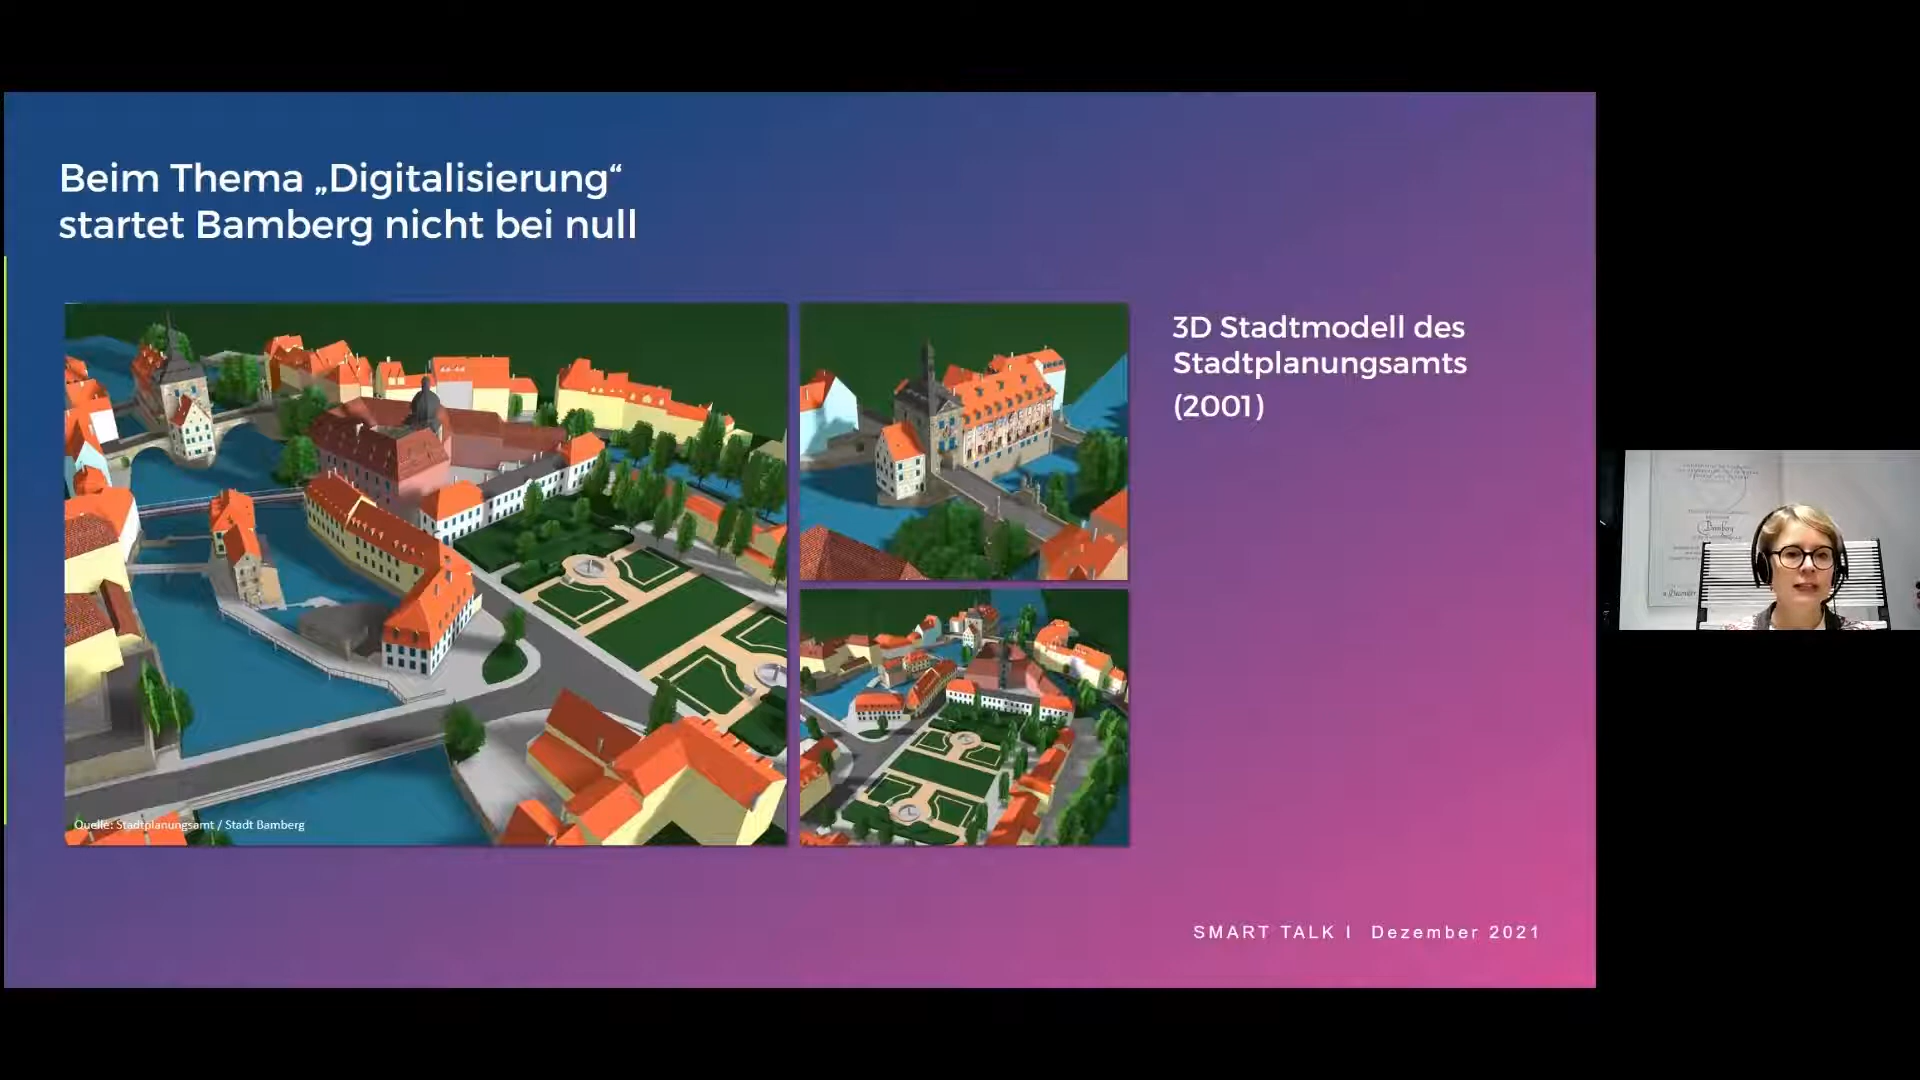 Beim Thema „Digitalisierung“
startet Bamberg nicht bei null
3D Stadtmodell des
Stadtplanungsamts
(2001)
Quelle: Stadtplanungsamt / Stadt Bamberg
SMART TALK I Dezember 2021
Bamberg